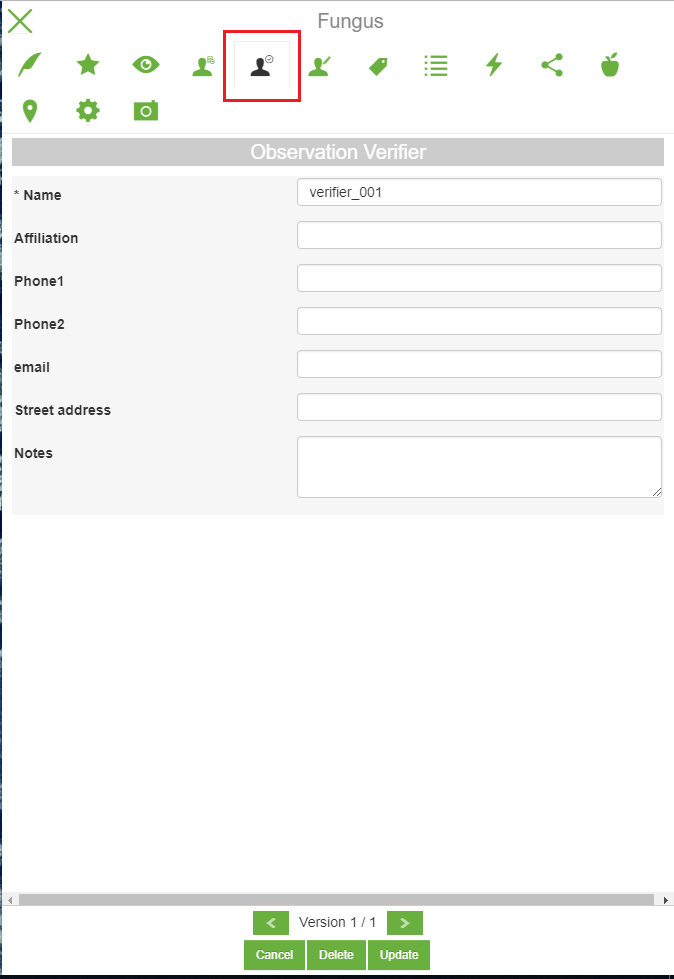 Fungus
Observation Verifier
* Name verifier_001
Affiliation
Phone1
Phone2
email
Street address
Notes
< Version 1 / 1 >
Cancel Delete Update